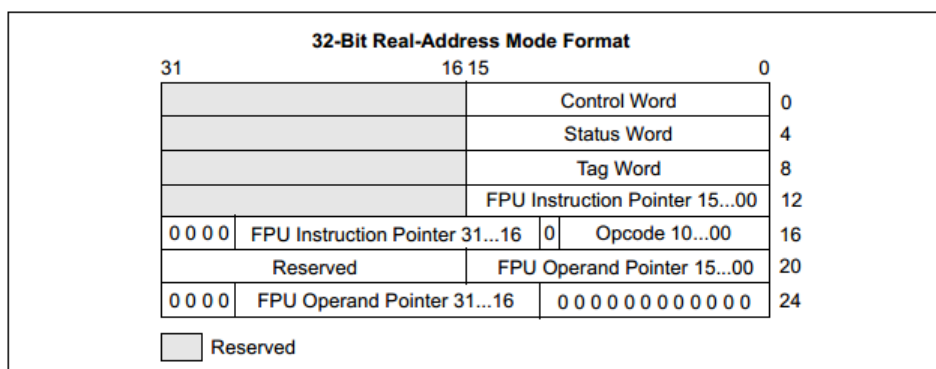 32-Bit Real-Address Mode Format
31 16 15 0
Control Word 0
Status Word 4
Tag Word 8
FPU Instruction Pointer 15...00 12
0 0 0 0 FPU Instruction Pointer 31...16 0 Opcode 10...00 16
Reserved FPU Operand Pointer 15...00 20
0 0 0 0 FPU Operand Pointer 31...16 0 0 0 0 0 0 0 0 0 0 0 0 24
Reserved